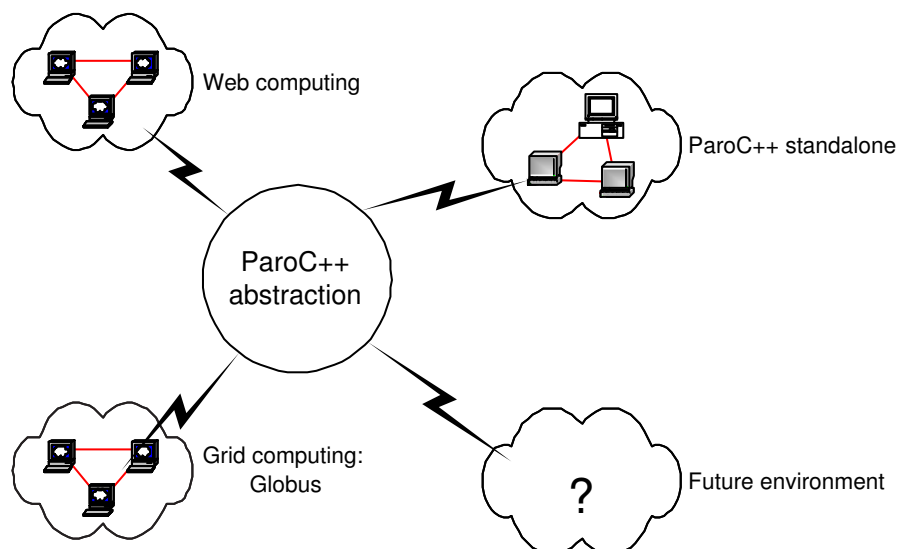 Web computing
ParoC++ standalone
ParoC++
abstraction
Grid computing:
Globus
?
Future environment